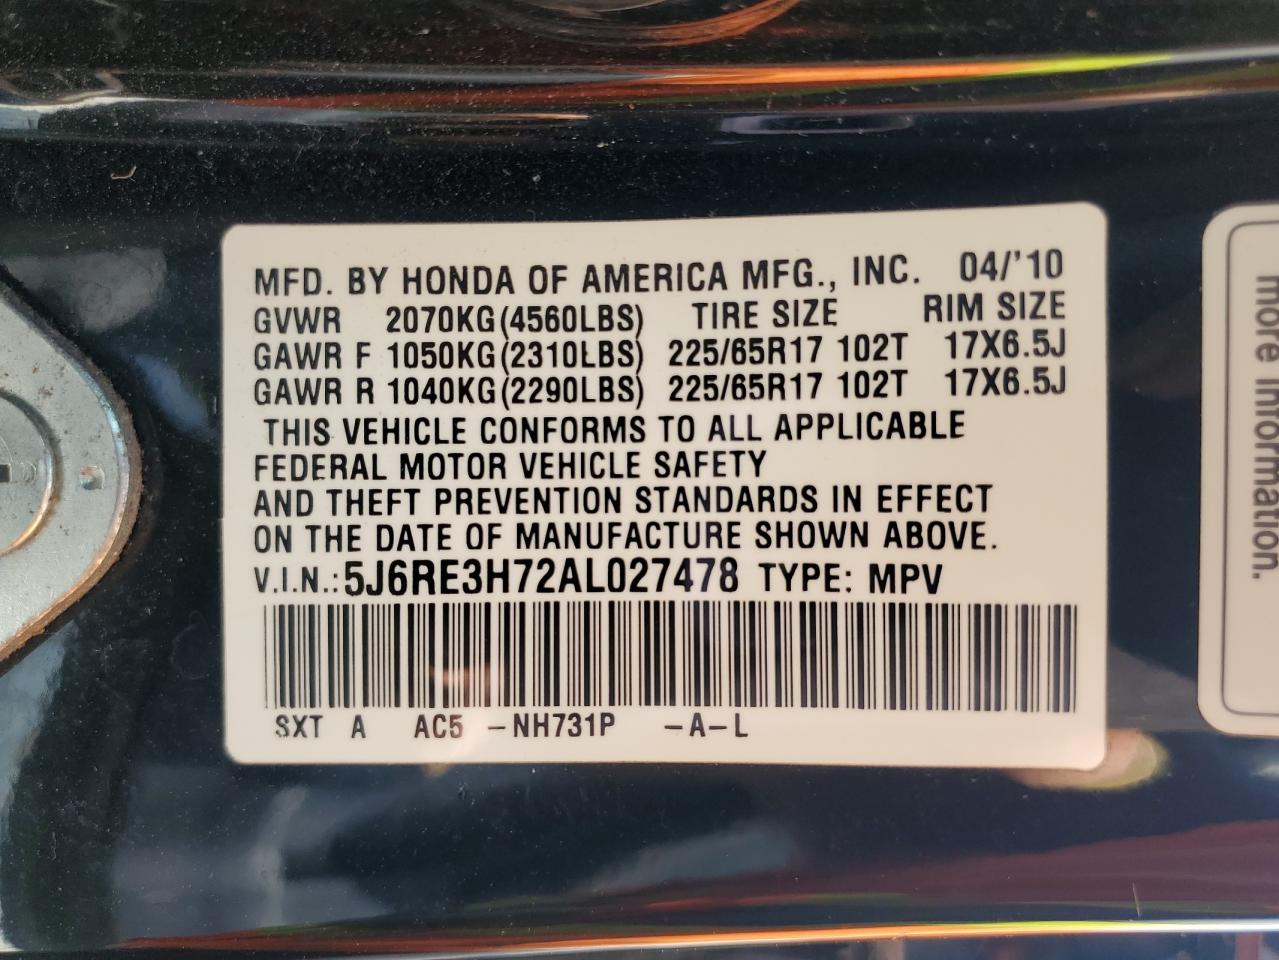 MFD. BY HONDA OF AMERICA MFG., INC. 04/'10
GVWR 2070KG(4560LBS) TIRE SIZE RIM SIZE
GAWR F 1050KG(2310LBS) 225/65R17 102T 17X6.5J
GAWR R 1040KG(2290LBS) 225/65R17 102T 17X6.5J
THIS VEHICLE CONFORMS TO ALL APPLICABLE
FEDERAL MOTOR VEHICLE SAFETY
AND THEFT PREVENTION STANDARDS IN EFFECT
ON THE DATE OF MANUFACTURE SHOWN ABOVE.
V.I.N.:5J6RE3H72AL027478 TYPE: MPV
SXT A AC5 -NH731P -A-L
more information.